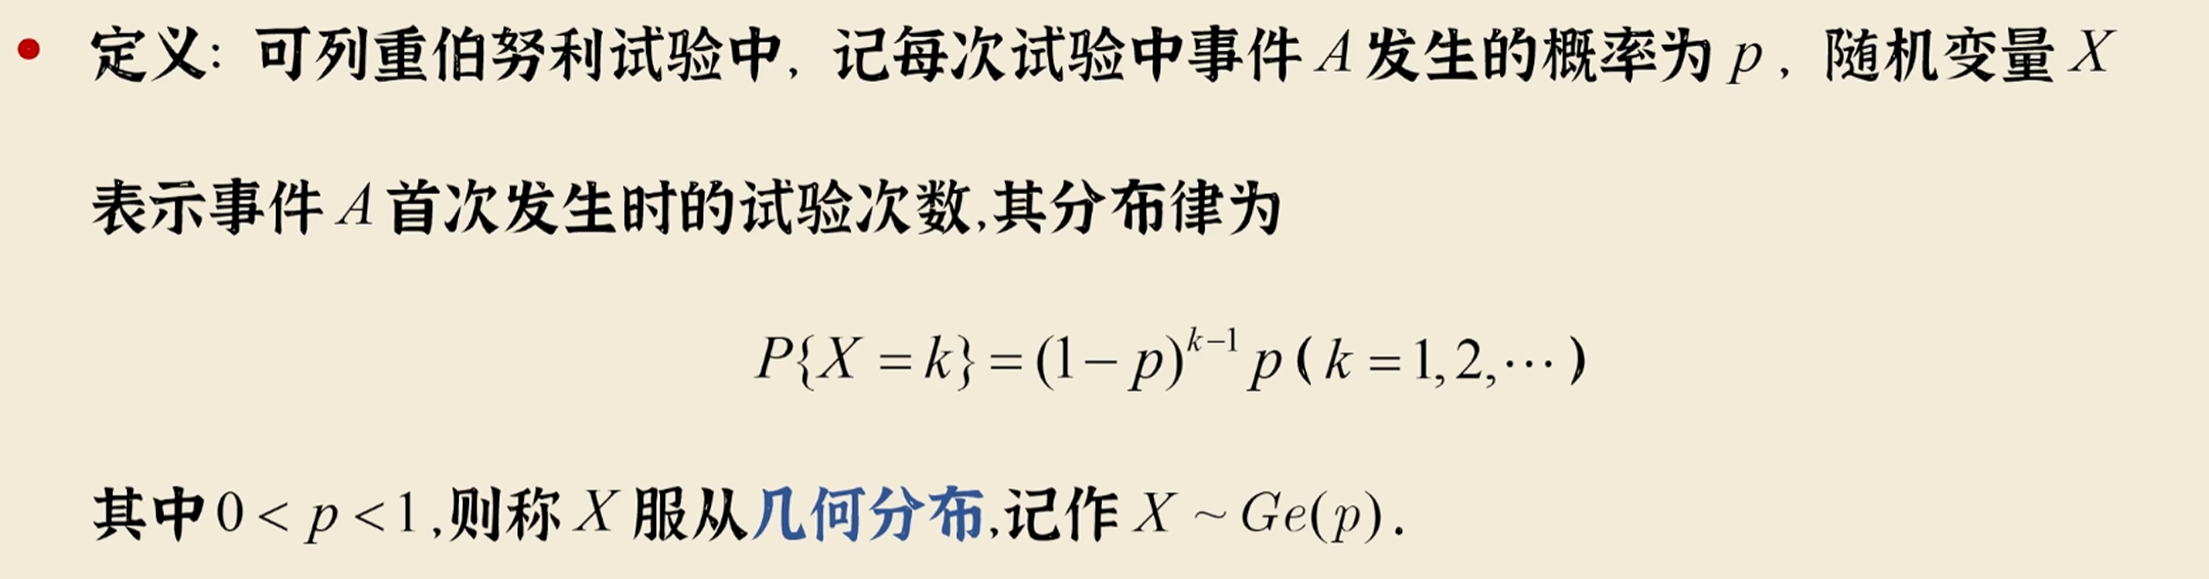 • 定义: 可列重伯努利试验中, 记每次试验中事件 A 发生的概率为 p , 随机变量 X
表示事件 A 首次发生时的试验次数,其分布律为
P{X = k} = (1 − p)^{k−1} p ( k = 1, 2, ⋯ )
其中 0 < p < 1 ,则称 X 服从几何分布,记作 X ~ Ge(p) .